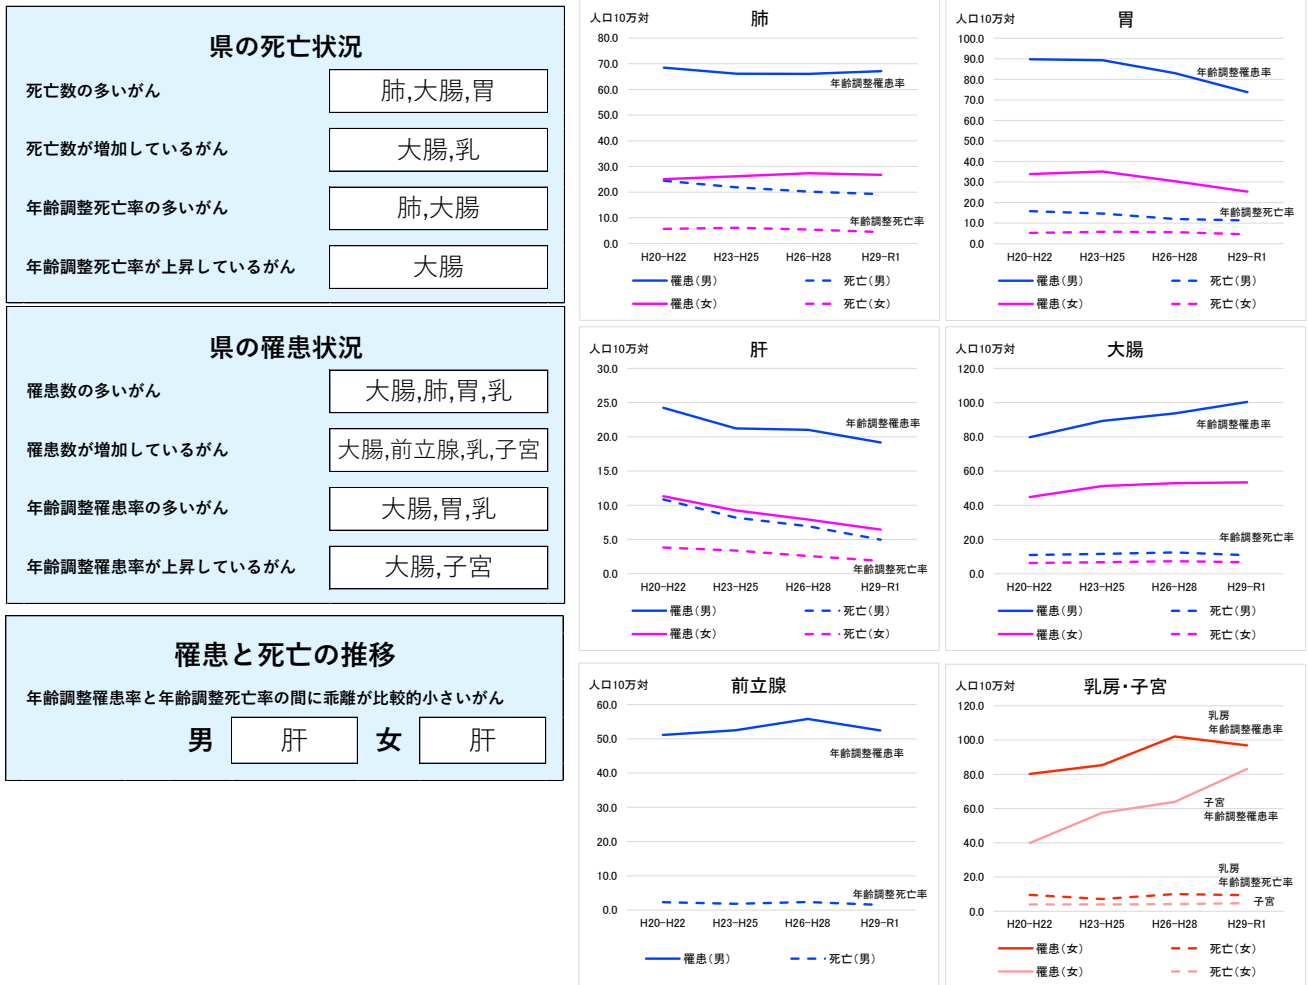 県の死亡状況
死亡数の多いがん 肺,大腸,胃
死亡数が増加しているがん 大腸,乳
年齢調整死亡率の多いがん 肺,大腸
年齢調整死亡率が上昇しているがん 大腸
県の罹患状況
罹患数の多いがん 大腸,肺,胃,乳
罹患数が増加しているがん 大腸,前立腺,乳,子宮
年齢調整罹患率の多いがん 大腸,胃,乳
年齢調整罹患率が上昇しているがん 大腸,子宮
罹患と死亡の推移
年齢調整罹患率と年齢調整死亡率の間に乖離が比較的小さいがん
男 肝 女 肝
人口10万対 肺
80.0
70.0
年齢調整罹患率
60.0
50.0
40.0
30.0
20.0
年齢調整死亡率
10.0
0.0
H20-H22 H23-H25 H26-H28 H29-R1
罹患(男) 死亡(男)
罹患(女) 死亡(女)
人口10万対 胃
100.0
90.0
年齢調整罹患率
80.0
70.0
60.0
50.0
40.0
30.0
20.0
年齢調整死亡率
10.0
0.0
H20-H22 H23-H25 H26-H28 H29-R1
罹患(男) 死亡(男)
罹患(女) 死亡(女)
人口10万対 肝
30.0
25.0
年齢調整罹患率
20.0
15.0
10.0
5.0
年齢調整死亡率
0.0
H20-H22 H23-H25 H26-H28 H29-R1
罹患(男) 死亡(男)
罹患(女) 死亡(女)
人口10万対 大腸
120.0
100.0
年齢調整罹患率
80.0
60.0
40.0
年齢調整死亡率
20.0
0.0
H20-H22 H23-H25 H26-H28 H29-R1
罹患(男) 死亡(男)
罹患(女) 死亡(女)
人口10万対 前立腺
60.0
50.0
年齢調整罹患率
40.0
30.0
20.0
10.0
年齢調整死亡率
0.0
H20-H22 H23-H25 H26-H28 H29-R1
罹患(男) 死亡(男)
人口10万対 乳房・子宮
120.0
乳房
年齢調整罹患率
100.0
80.0
子宮
年齢調整罹患率
60.0
40.0
乳房
年齢調整死亡率
20.0
子宮
0.0
H20-H22 H23-H25 H26-H28 H29-R1
罹患(女) 死亡(女)
罹患(女) 死亡(女)